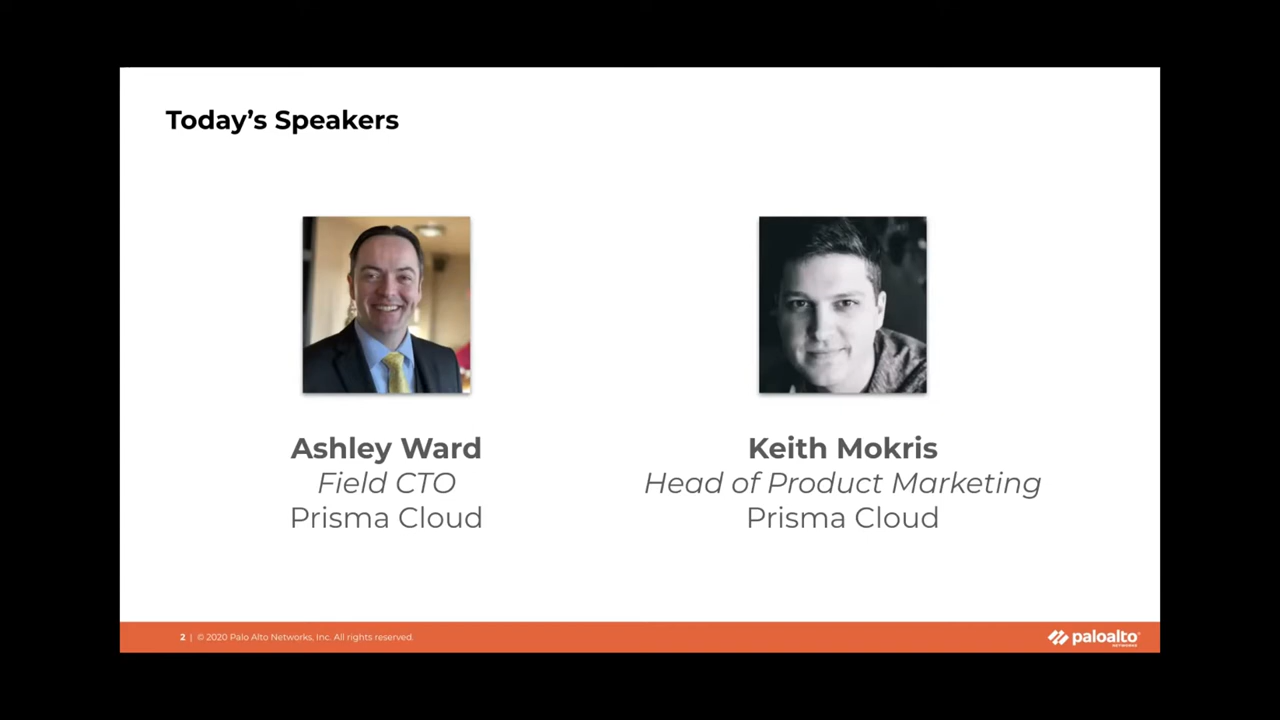 Today’s Speakers
Ashley Ward
Field CTO
Prisma Cloud
Keith Mokris
Head of Product Marketing
Prisma Cloud
2 | © 2020 Palo Alto Networks, Inc. All rights reserved.
paloalto
NETWORKS